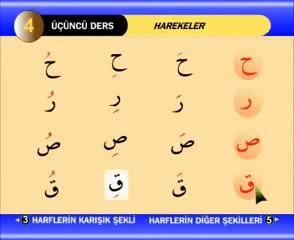 4 ÜÇÜNCÜ DERS HAREKELER
ح حَ حِ حُ
ر رَ رِ رُ
ص صَ صِ صُ
ق قَ قِ قُ
3 HARFLERİN KARIŞIK ŞEKLİ HARFLERİN DİĞER ŞEKİLLERİ 5